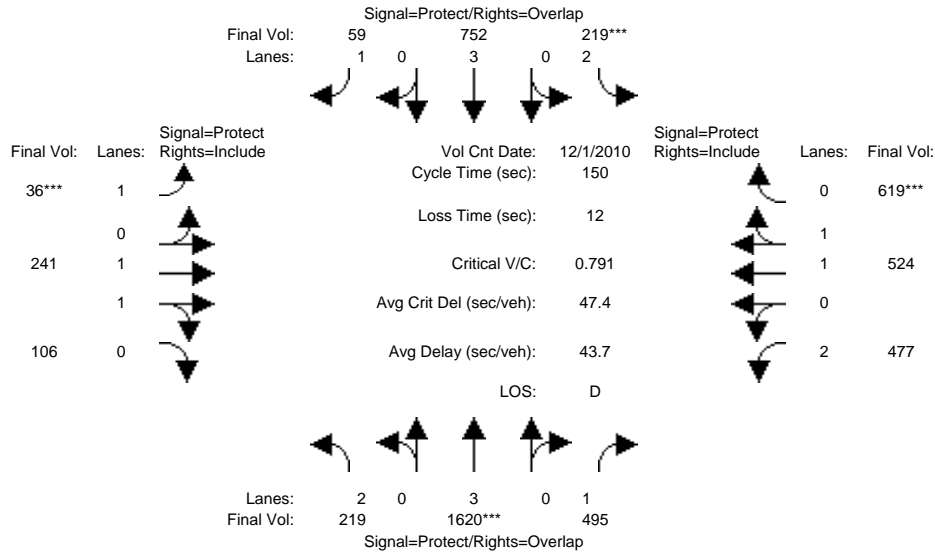 Signal=Protect/Rights=Overlap
Final Vol: 59 752 219***
Lanes: 1 0 3 0 2
Signal=Protect
Final Vol: Lanes: Rights=Include
Vol Cnt Date: 12/1/2010
Signal=Protect
Rights=Include Lanes: Final Vol:
Cycle Time (sec): 150
36*** 1
0 619***
Loss Time (sec): 12
0
1
241 1
Critical V/C: 0.791
1 524
1
Avg Crit Del (sec/veh): 47.4
0
106 0
Avg Delay (sec/veh): 43.7
2 477
LOS: D
Lanes: 2 0 3 0 1
Final Vol: 219 1620*** 495
Signal=Protect/Rights=Overlap